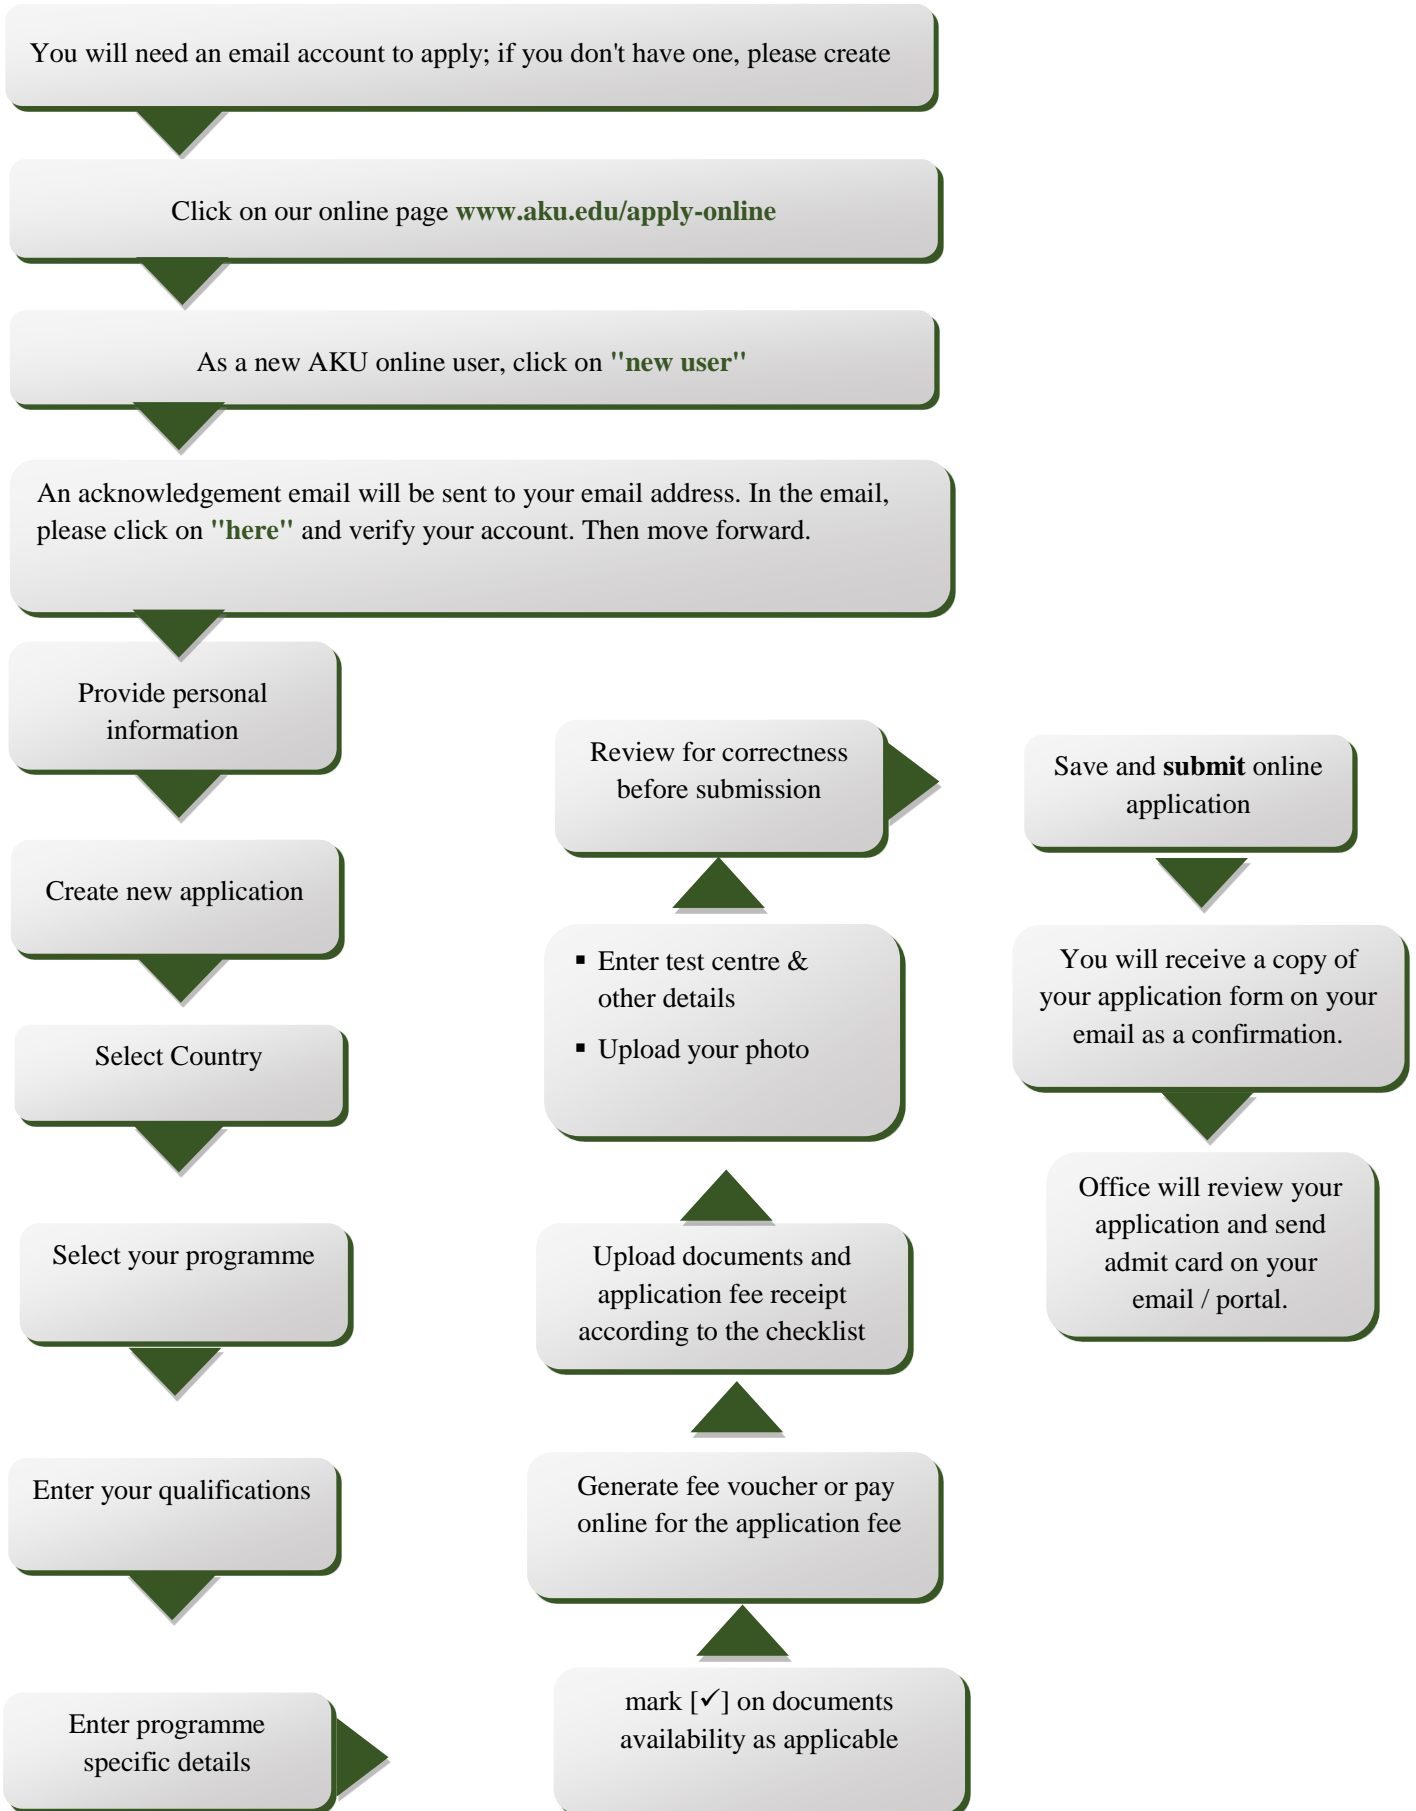 You will need an email account to apply; if you don't have one, please create
Click on our online page www.aku.edu/apply-online
As a new AKU online user, click on "new user"
An acknowledgement email will be sent to your email address. In the email,
please click on "here" and verify your account. Then move forward.
Provide personal
information
Create new application
Select Country
Select your programme
Enter your qualifications
Enter programme
specific details
mark [✓] on documents
availability as applicable
Generate fee voucher or pay
online for the application fee
Upload documents and
application fee receipt
according to the checklist
▪ Enter test centre &
other details
▪ Upload your photo
Review for correctness
before submission
Save and submit online
application
You will receive a copy of
your application form on your
email as a confirmation.
Office will review your
application and send
admit card on your
email / portal.